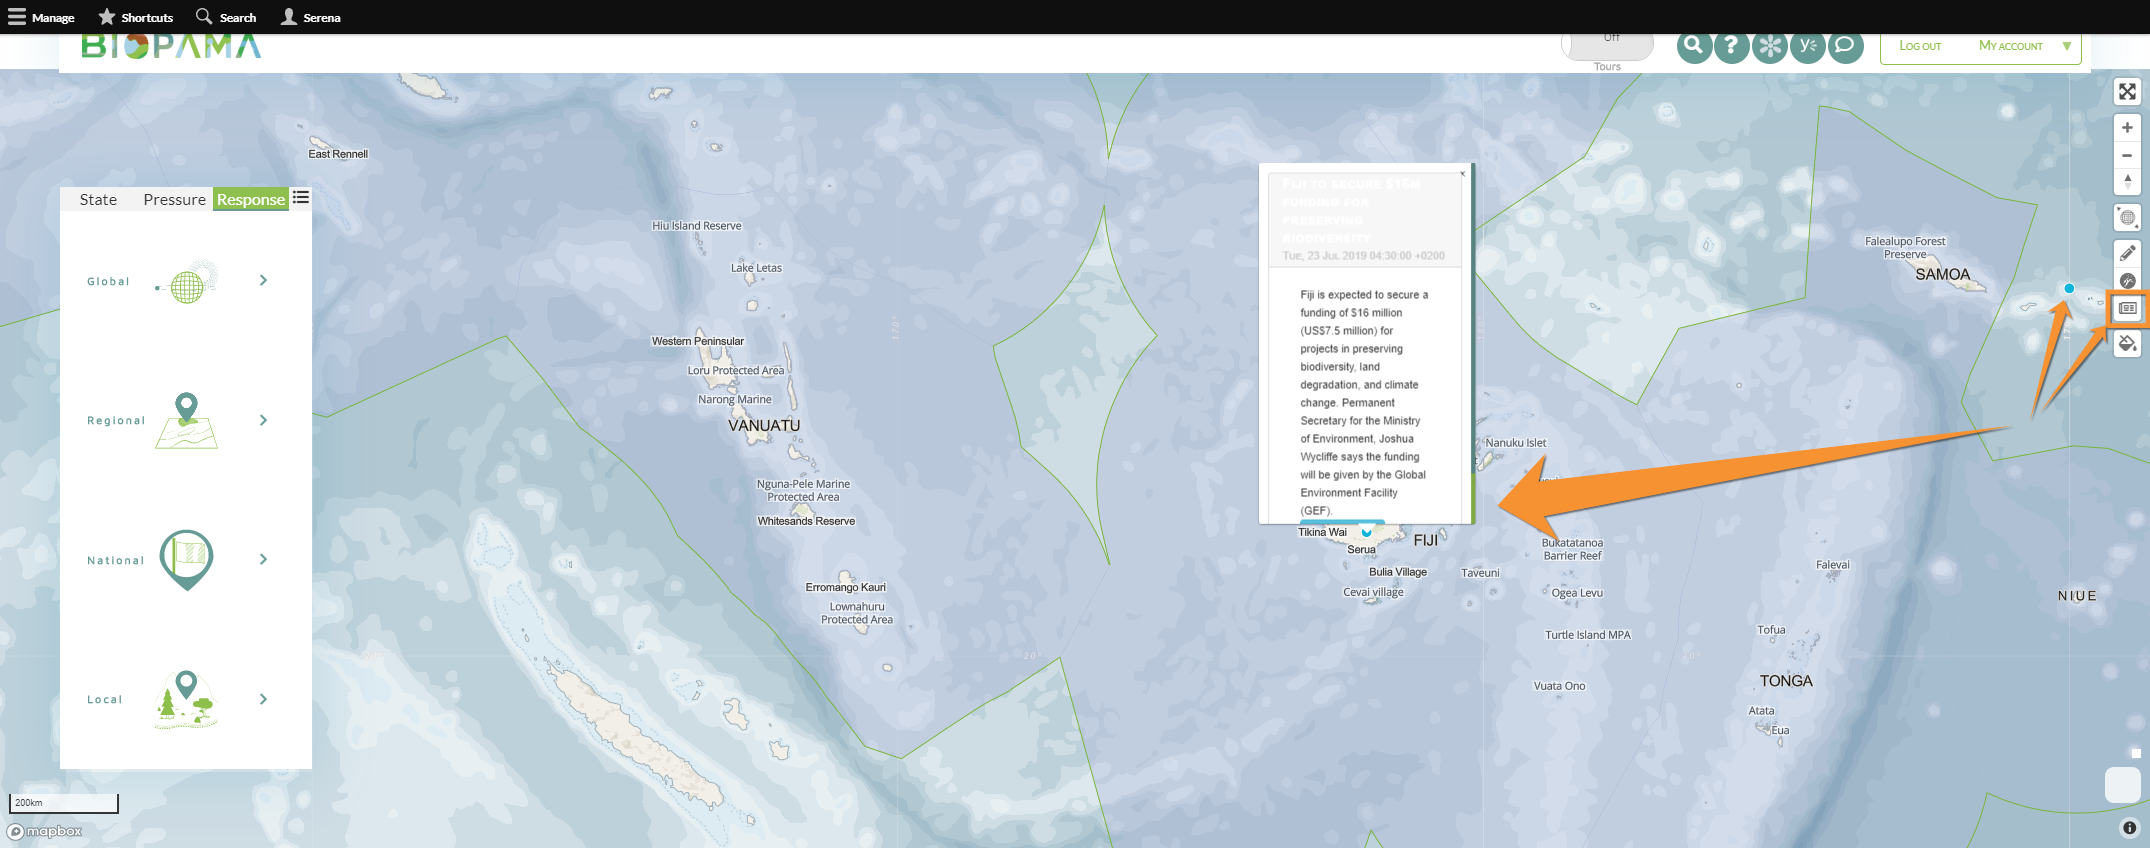 Manage
Shortcuts
Search
Serena
BIOPAMA
Off
Tours
?
y
Log out
My account
State
Pressure
Response
Global
Regional
National
Local
200km
mapbox
East Rennell
Hiu Island Reserve
Lake Letas
Western Peninsular
Loru Protected Area
Narong Marine
VANUATU
Nguna-Pele Marine
Protected Area
Whitesands Reserve
Erromango Kauri
Lownahuru
Protected Area
170°
20°
Fiji to secure $16m
funding for
preserving
biodiversity
Tue, 23 Jul 2019 04:30:00 +0200
Fiji is expected to secure a
funding of $16 million
(US$7.5 million) for
projects in preserving
biodiversity, land
degradation, and climate
change. Permanent
Secretary for the Ministry
of Environment, Joshua
Wycliffe says the funding
will be given by the Global
Environment Facility
(GEF).
Tikina Wai
Serua
FIJI
Bulia Village
Cevai village
Taveuni
Nanuku Islet
Bukatatanoa
Barrier Reef
Ogea Levu
Turtle Island MPA
Vuata Ono
Falevai
Tofua
TONGA
Atata
Eua
Falealupo Forest
Preserve
SAMOA
NIUE